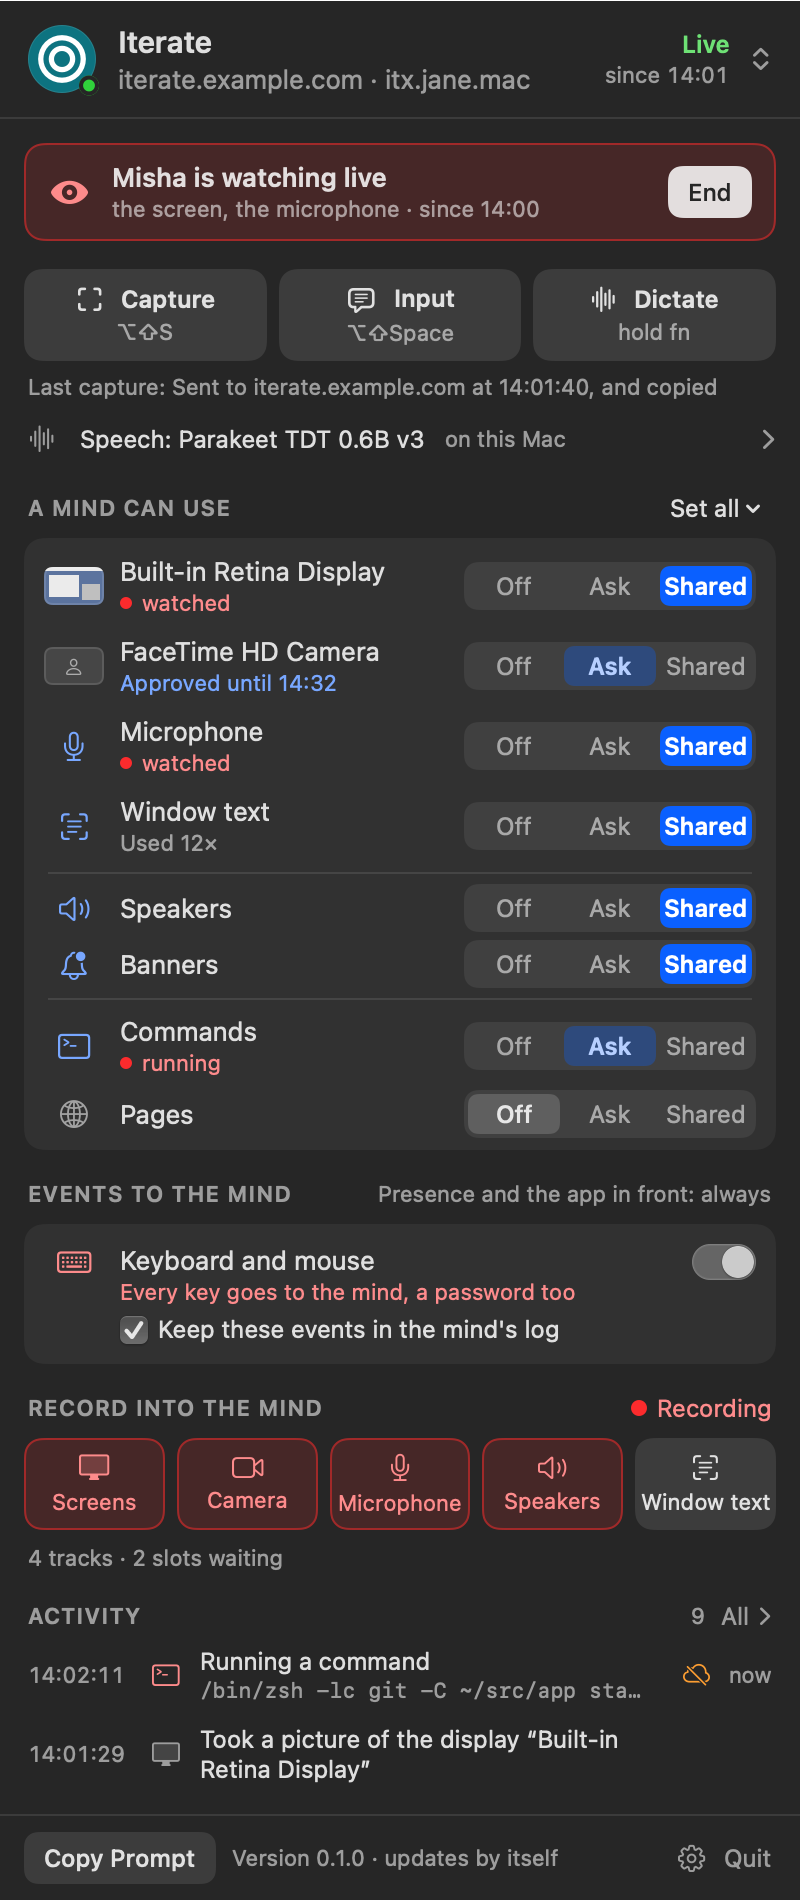 Iterate
iterate.example.com · itx.jane.mac
Live
since 14:01
Misha is watching live
the screen, the microphone · since 14:00
End
Capture
⌥⇧S
Input
⌥⇧Space
Dictate
hold fn
Last capture: Sent to iterate.example.com at 14:01:40, and copied
Speech: Parakeet TDT 0.6B v3 on this Mac
A MIND CAN USE
Set all
Built-in Retina Display
watched
Off Ask Shared
FaceTime HD Camera
Approved until 14:32
Off Ask Shared
Microphone
watched
Off Ask Shared
Window text
Used 12×
Off Ask Shared
Speakers
Off Ask Shared
Banners
Off Ask Shared
Commands
running
Off Ask Shared
Pages
Off Ask Shared
EVENTS TO THE MIND
Presence and the app in front: always
Keyboard and mouse
Every key goes to the mind, a password too
Keep these events in the mind's log
RECORD INTO THE MIND
Recording
Screens
Camera
Microphone
Speakers
Window text
4 tracks · 2 slots waiting
ACTIVITY
9 All
14:02:11
Running a command
/bin/zsh -lc git -C ~/src/app sta…
now
14:01:29
Took a picture of the display “Built-in
Retina Display”
Copy Prompt
Version 0.1.0 · updates by itself
Quit